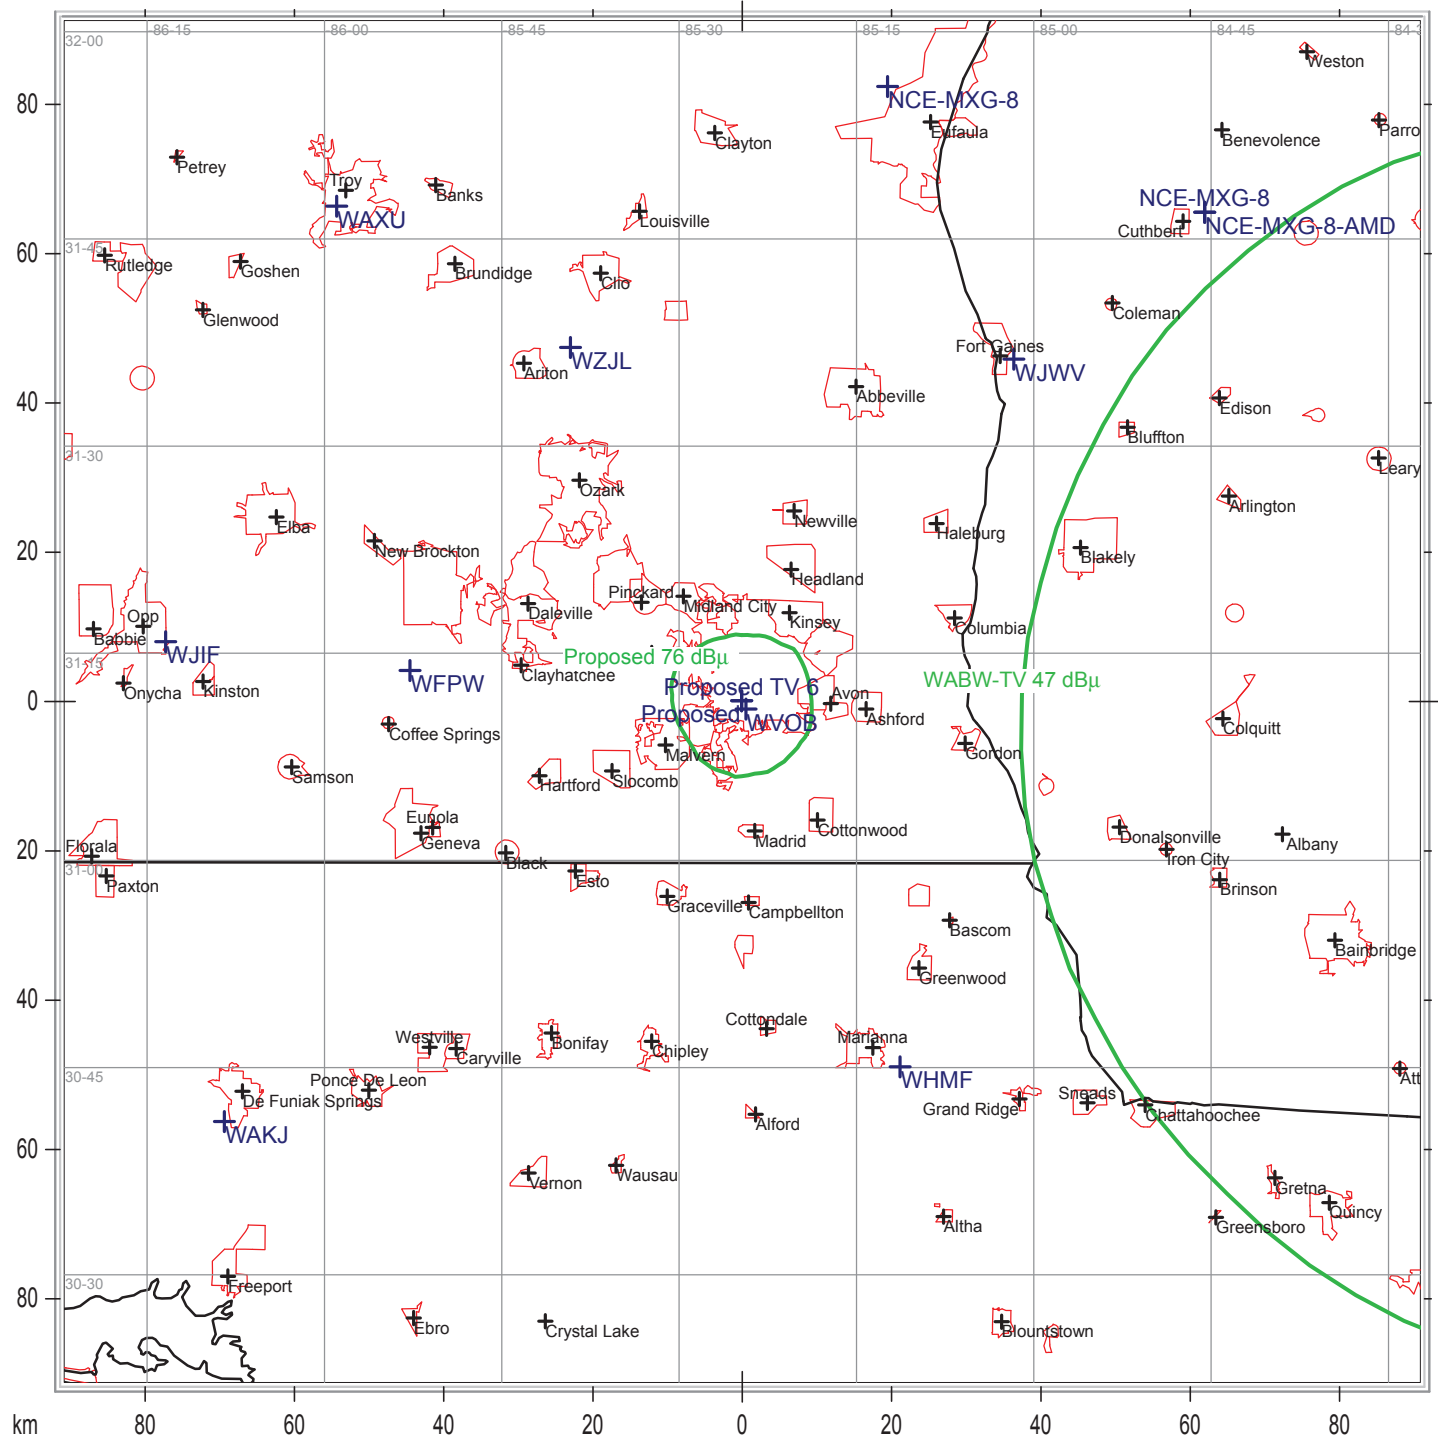 86-15
86-00
85-45
85-30
85-15
85-00
84-45
32-00
Weston
80
NCE-MXG-8
Eufaula
Clayton
Benevolence
Parro
Petrey
Troy
Banks
WAXU
Louisville
NCE-MXG-8
Cuthbert
NCE-MXG-8-AMD
31-45
60
Rutledge
Goshen
Brundidge
Clio
Glenwood
Coleman
WZJL
Ariton
Fort Gaines
WJWV
40
Abbeville
Edison
Bluffton
31-30
Leary
Ozark
Arlington
Elba
Newville
Haleburg
20
New Brockton
Blakely
Headland
Pinckard
Midland City
Daleville
Kinsey
Opp
Babbie
Columbia
WJIF
31-15
Proposed 76 dBµ
Clayhatchee
WFPW
Onycha
Kinston
Proposed TV 6
Avon
WABW-TV 47 dBµ
0
Proposed
WVOB
Ashford
Coffee Springs
Colquitt
Malvern
Gordon
Samson
Hartford
Slocomb
Eunola
Geneva
Madrid
Cottonwood
Donalsonville
Albany
20
Florala
Black
Iron City
31-00
Paxton
Esto
Brinson
Graceville
Campbellton
Bascom
Bainbridge
Greenwood
40
Cottondale
Westville
Caryville
Bonifay
Chipley
Marianna
30-45
Ponce De Leon
De Funiak Springs
WHMF
Att
Grand Ridge
Sneads
Chattahoochee
WAKJ
Alford
60
Vernon
Wausau
Gretna
Quincy
Altha
Greensboro
30-30
Freeport
80
Ebro
Crystal Lake
Blountstown
km
80
60
40
20
0
20
40
60
80